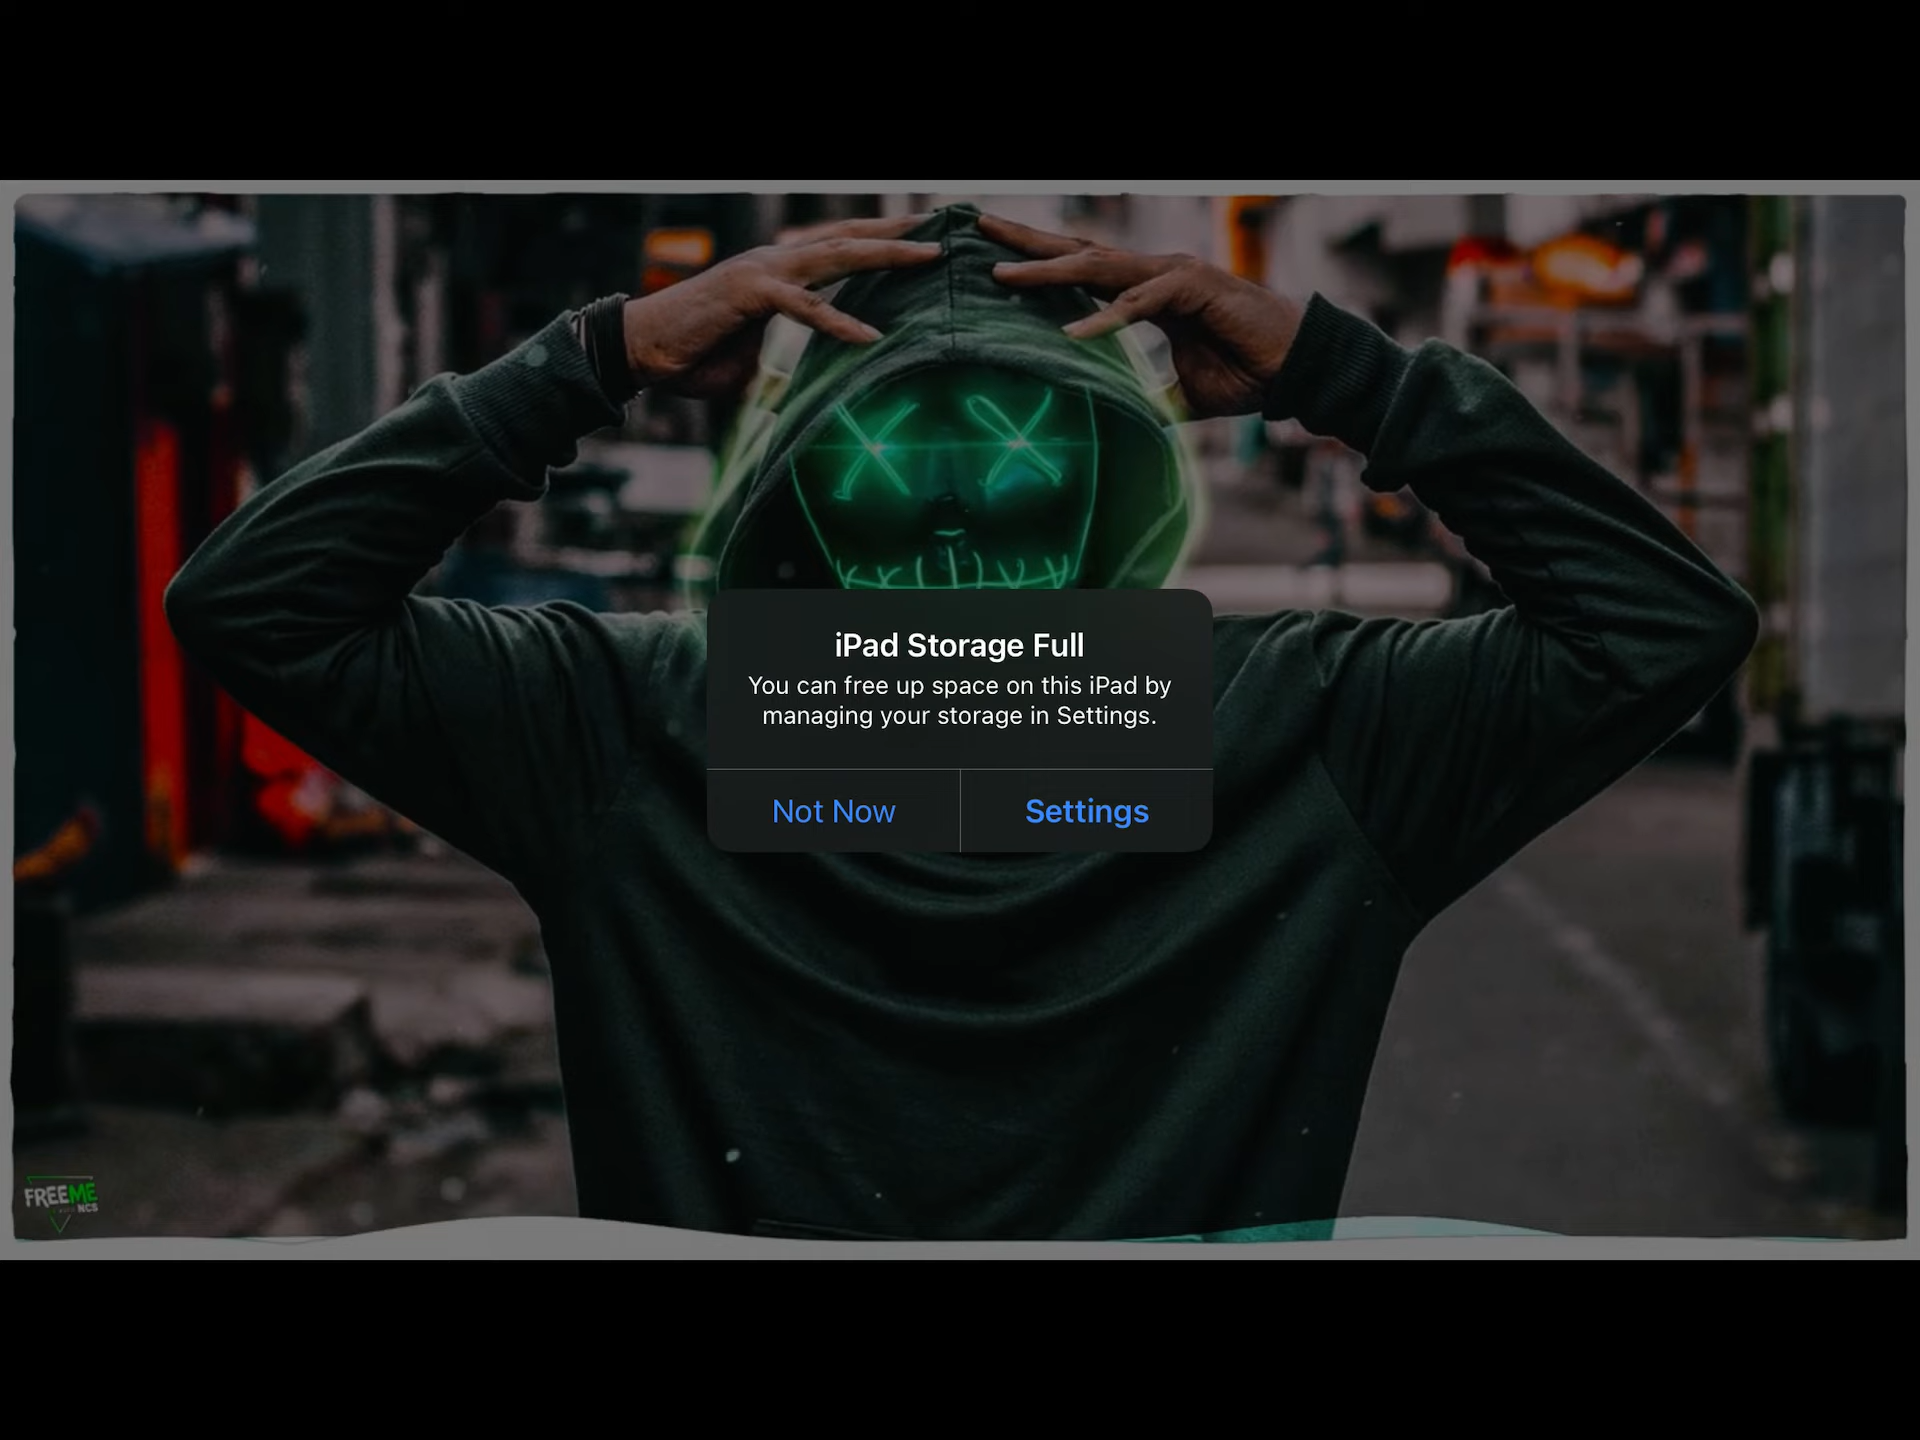 iPad Storage Full
You can free up space on this iPad by
managing your storage in Settings.
Not Now
Settings
FREEME
NCS